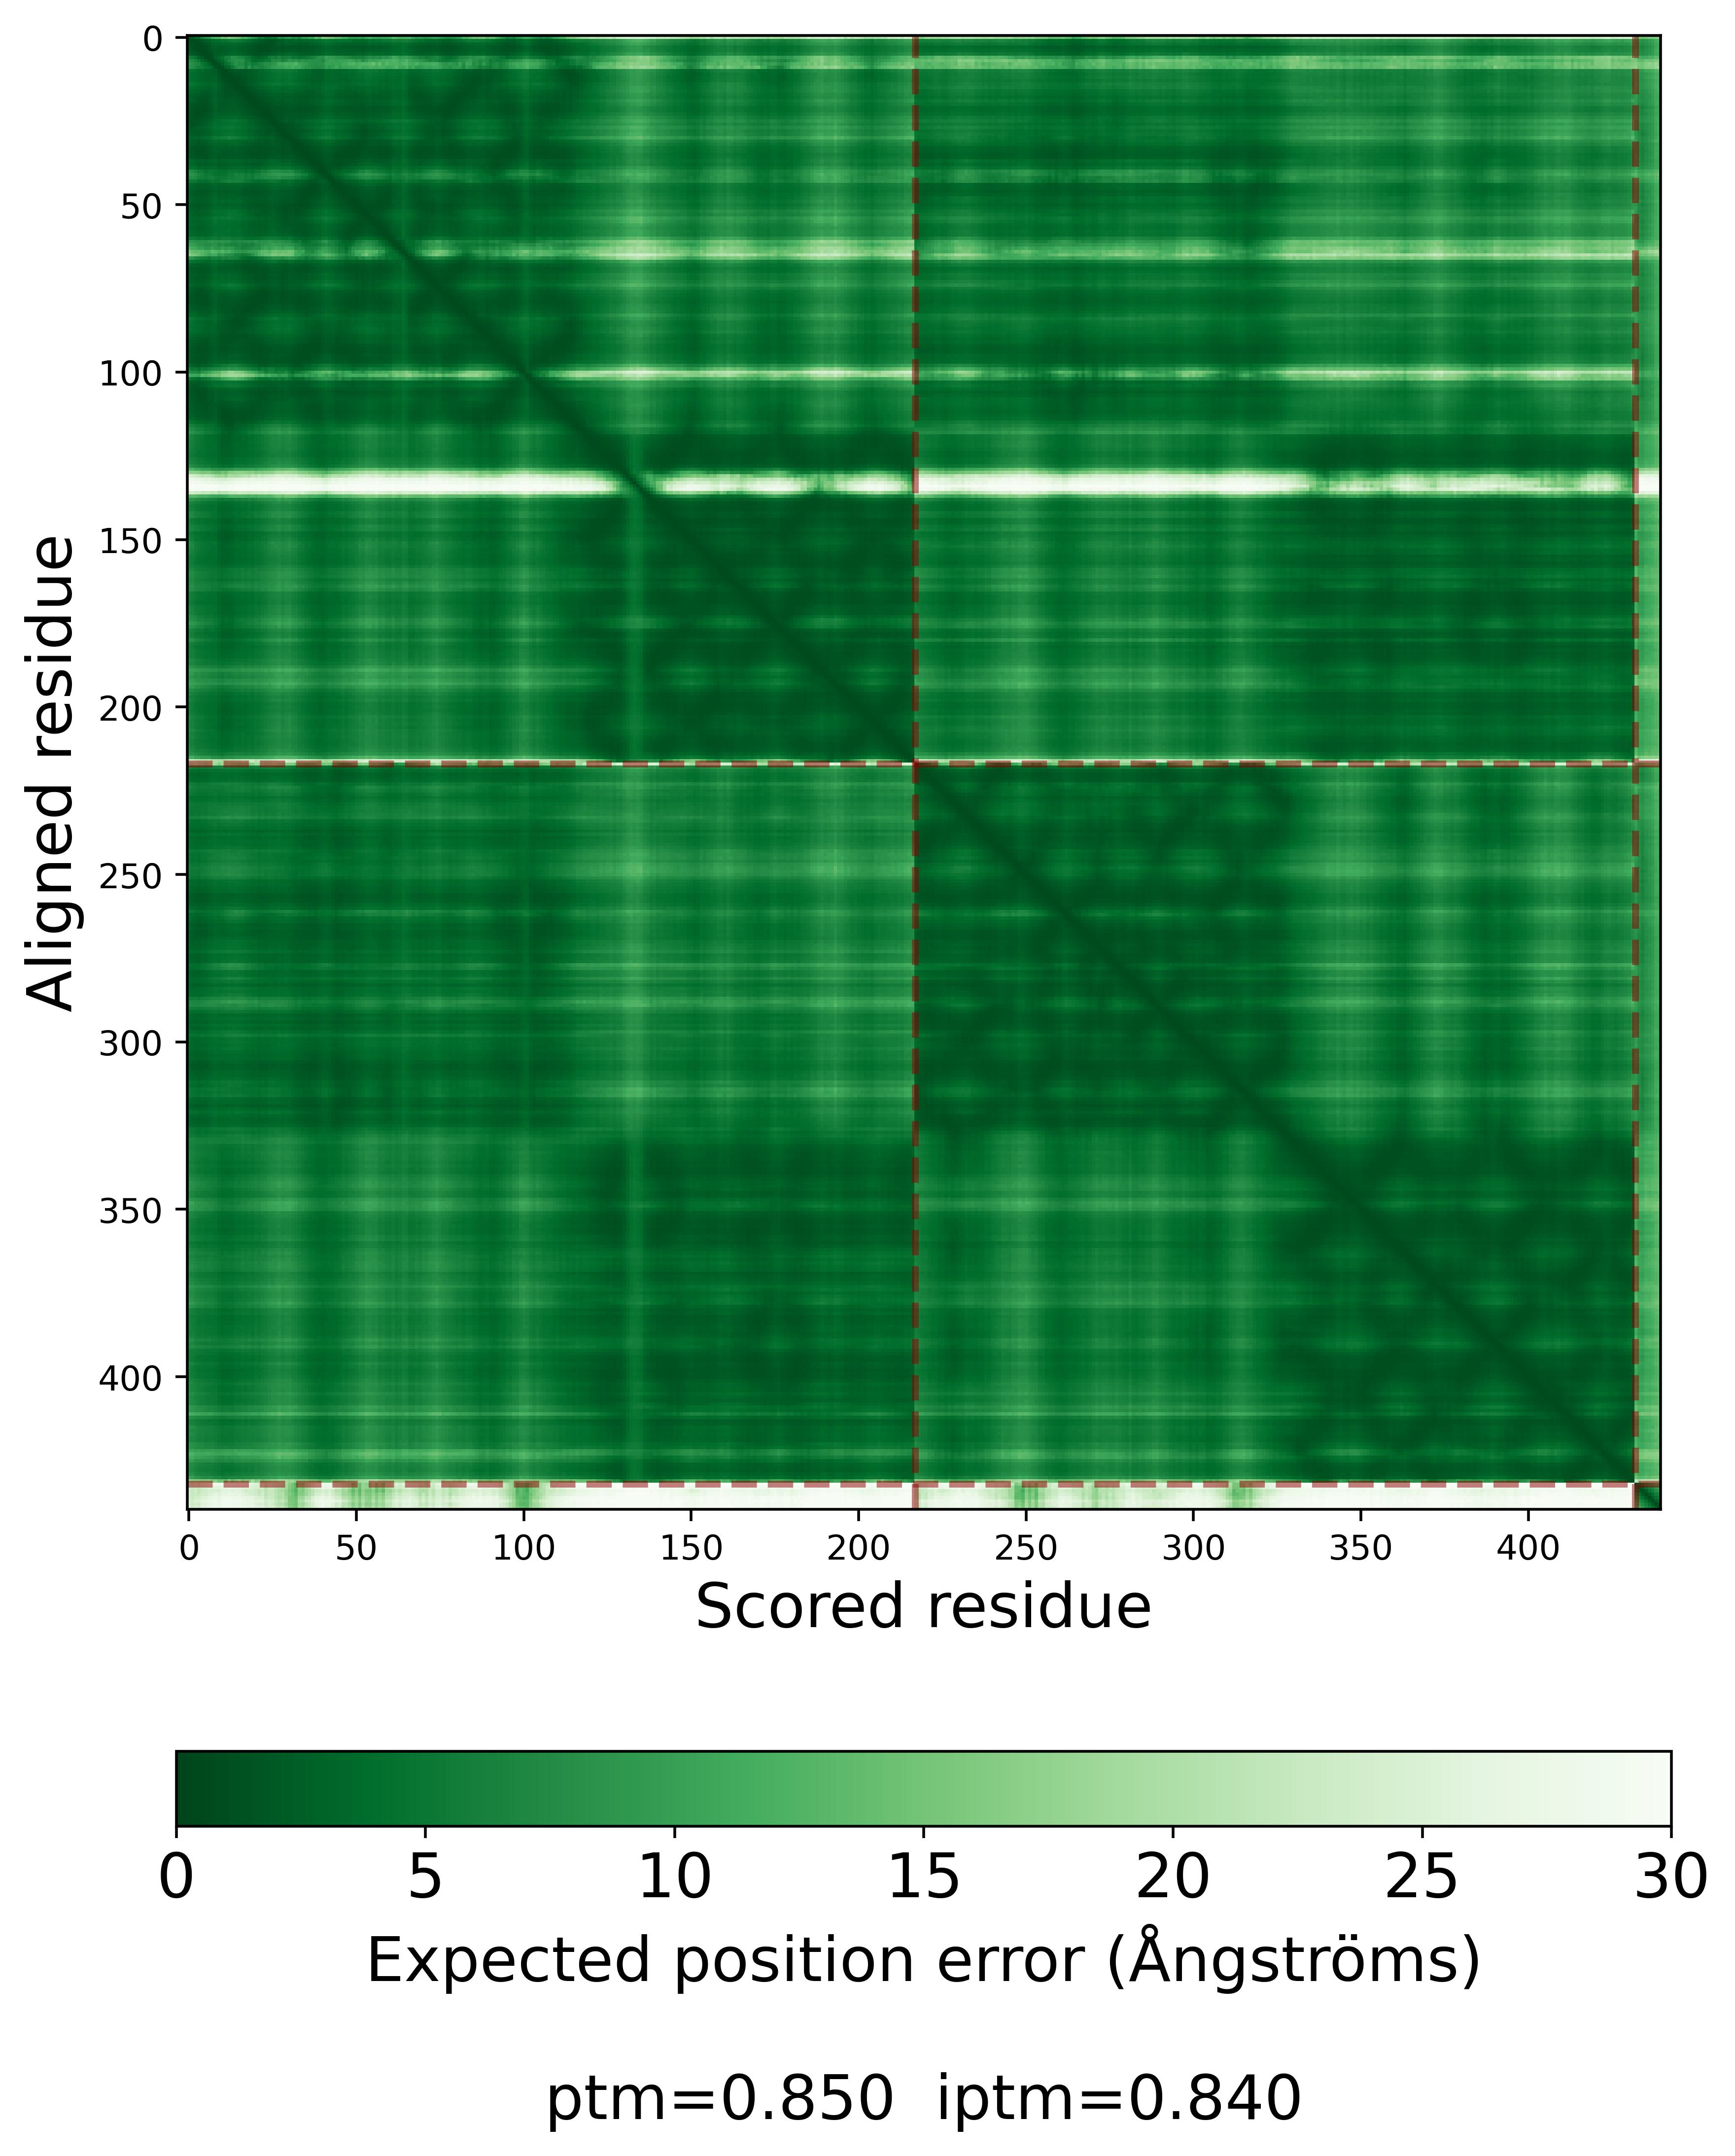 0
50
100
150
200
250
300
350
400
Aligned residue
0 50 100 150 200 250 300 350 400
Scored residue
0 5 10 15 20 25 30
Expected position error (Ångströms)
ptm=0.850 iptm=0.840